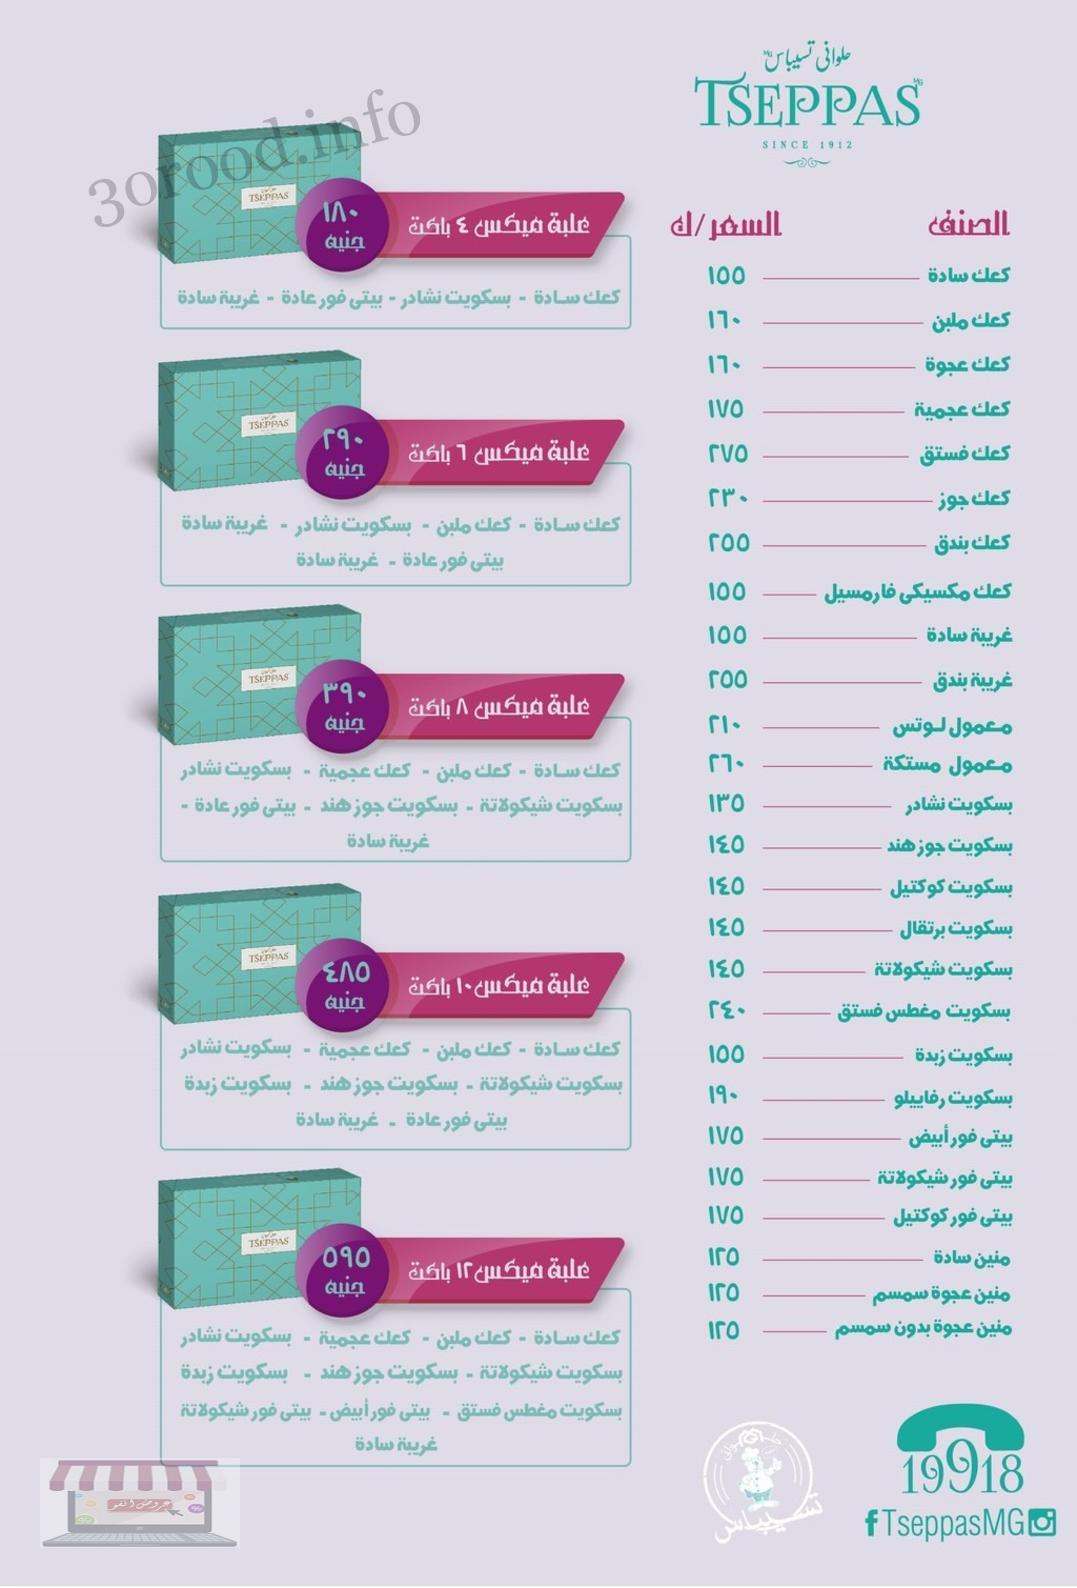 حلوانى تسيباس MG
TSEPPAS MG
SINCE 1912
الصنف السعر/ك
كعك سادة ١٥٥
كعك ملبن ١٦٠
كعك عجوة ١٦٠
كعك عجمية ١٧٥
كعك فستق ٢٧٥
كعك جوز ٢٣٠
كعك بندق ٢٥٥
كعك مكسيكى فارمسيل ١٥٥
غريبة سادة ١٥٥
غريبة بندق ٢٥٥
معمول لوتس ٢١٠
معمول مستكة ٢٦٠
بسكويت نشادر ١٣٥
بسكويت جوز هند ١٤٥
بسكويت كوكتيل ١٤٥
بسكويت برتقال ١٤٥
بسكويت شيكولاتة ١٤٥
بسكويت مغطس فستق ٢٤٠
بسكويت زبدة ١٥٥
بسكويت رفاييلو ١٩٠
بيتى فور أبيض ١٧٥
بيتى فور شيكولاتة ١٧٥
بيتى فور كوكتيل ١٧٥
منين سادة ١٢٥
منين عجوة سمسم ١٢٥
منين عجوة بدون سمسم ١٢٥
19918
TseppasMG
تسيباس
3orood.info
TSEPPAS
علبة ميكس ٤ باكت
١٨٠
جنيه
كعك سادة - بسكويت نشادر - بيتى فور عادة - غريبة سادة
TSEPPAS
علبة ميكس ٦ باكت
٢٩٠
جنيه
كعك سادة - كعك ملبن - بسكويت نشادر - غريبة سادة
بيتى فور عادة - غريبة سادة
TSEPPAS
علبة ميكس ٨ باكت
٣٩٠
جنيه
كعك سادة - كعك ملبن - كعك عجمية - بسكويت نشادر
بسكويت شيكولاتة - بسكويت جوز هند - بيتى فور عادة -
غريبة سادة
TSEPPAS
علبة ميكس ١٠ باكت
٤٨٥
جنيه
كعك سادة - كعك ملبن - كعك عجمية - بسكويت نشادر
بسكويت شيكولاتة - بسكويت جوز هند - بسكويت زبدة
بيتى فور عادة - غريبة سادة
TSEPPAS
علبة ميكس ١٢ باكت
٥٩٥
جنيه
كعك سادة - كعك ملبن - كعك عجمية - بسكويت نشادر
بسكويت شيكولاتة - بسكويت جوز هند - بسكويت زبدة
بسكويت مغطس فستق - بيتى فور أبيض - بيتى فور شيكولاتة
غريبة سادة
عروض انفو